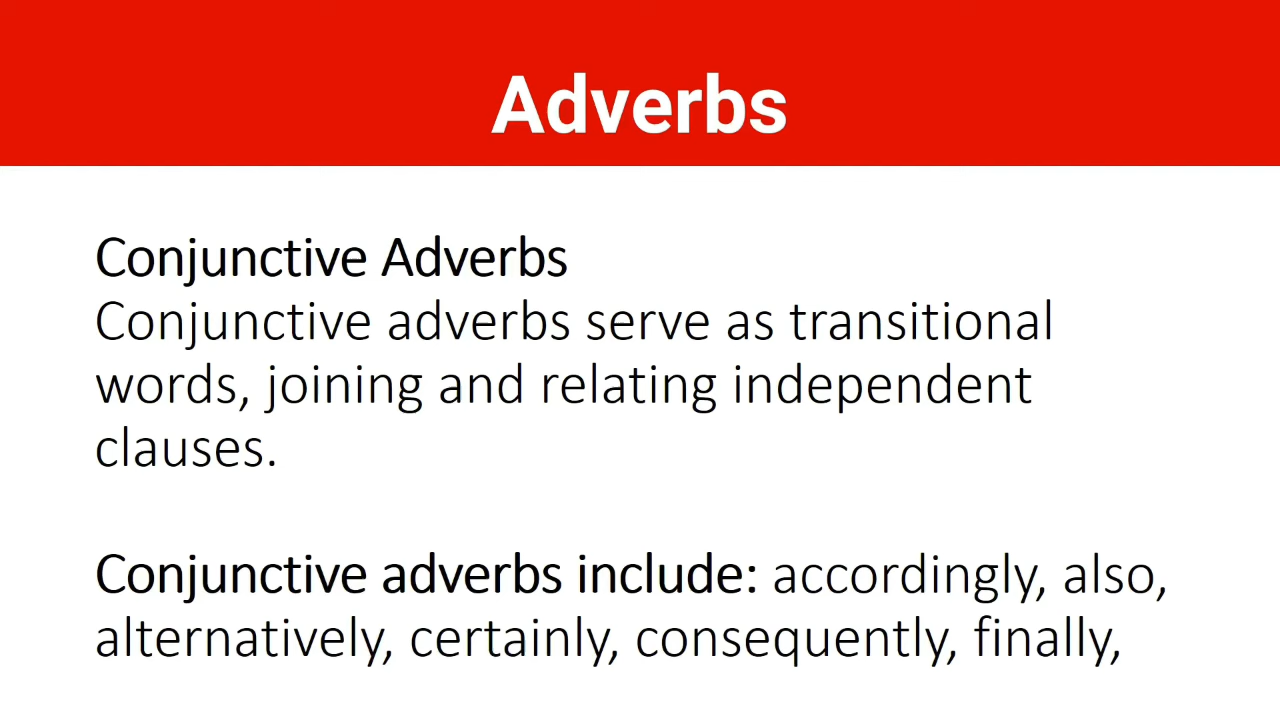 Adverbs
Conjunctive Adverbs
Conjunctive adverbs serve as transitional
words, joining and relating independent
clauses.
Conjunctive adverbs include: accordingly, also,
alternatively, certainly, consequently, finally,